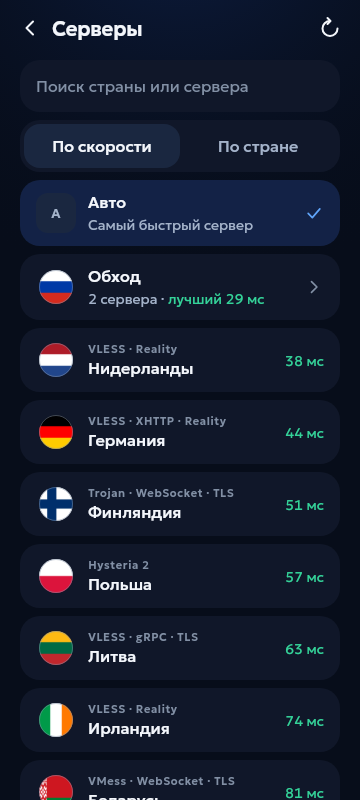 Серверы
Поиск страны или сервера
По скорости
По стране
A
Авто
Самый быстрый сервер
Обход
2 сервера · лучший 29 мс
VLESS · Reality
Нидерланды
38 мс
VLESS · XHTTP · Reality
Германия
44 мс
Trojan · WebSocket · TLS
Финляндия
51 мс
Hysteria 2
Польша
57 мс
VLESS · gRPC · TLS
Литва
63 мс
VLESS · Reality
Ирландия
74 мс
VMess · WebSocket · TLS
Беларусь
81 мс